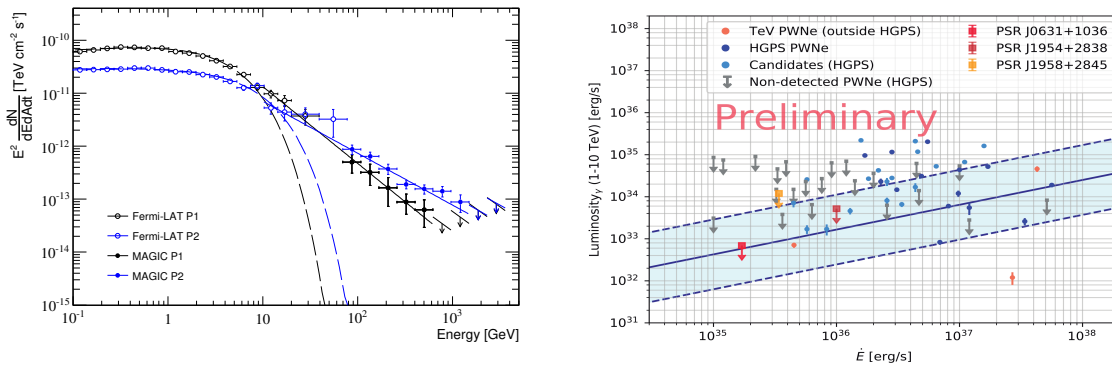 E² dN/dEdAdt [TeV cm⁻² s⁻¹]
10⁻¹⁰
10⁻¹¹
10⁻¹²
10⁻¹³
10⁻¹⁴
10⁻¹⁵
Fermi-LAT P1
Fermi-LAT P2
MAGIC P1
MAGIC P2
10⁻¹ 1 10 10² 10³
Energy [GeV]
Luminosityγ (1-10 TeV) [erg/s]
10³⁸
10³⁷
10³⁶
10³⁵
10³⁴
10³³
10³²
10³¹
TeV PWNe (outside HGPS)
HGPS PWNe
Candidates (HGPS)
Non-detected PWNe (HGPS)
PSR J0631+1036
PSR J1954+2838
PSR J1958+2845
Preliminary
10³⁵ 10³⁶ 10³⁷ 10³⁸
Ė [erg/s]